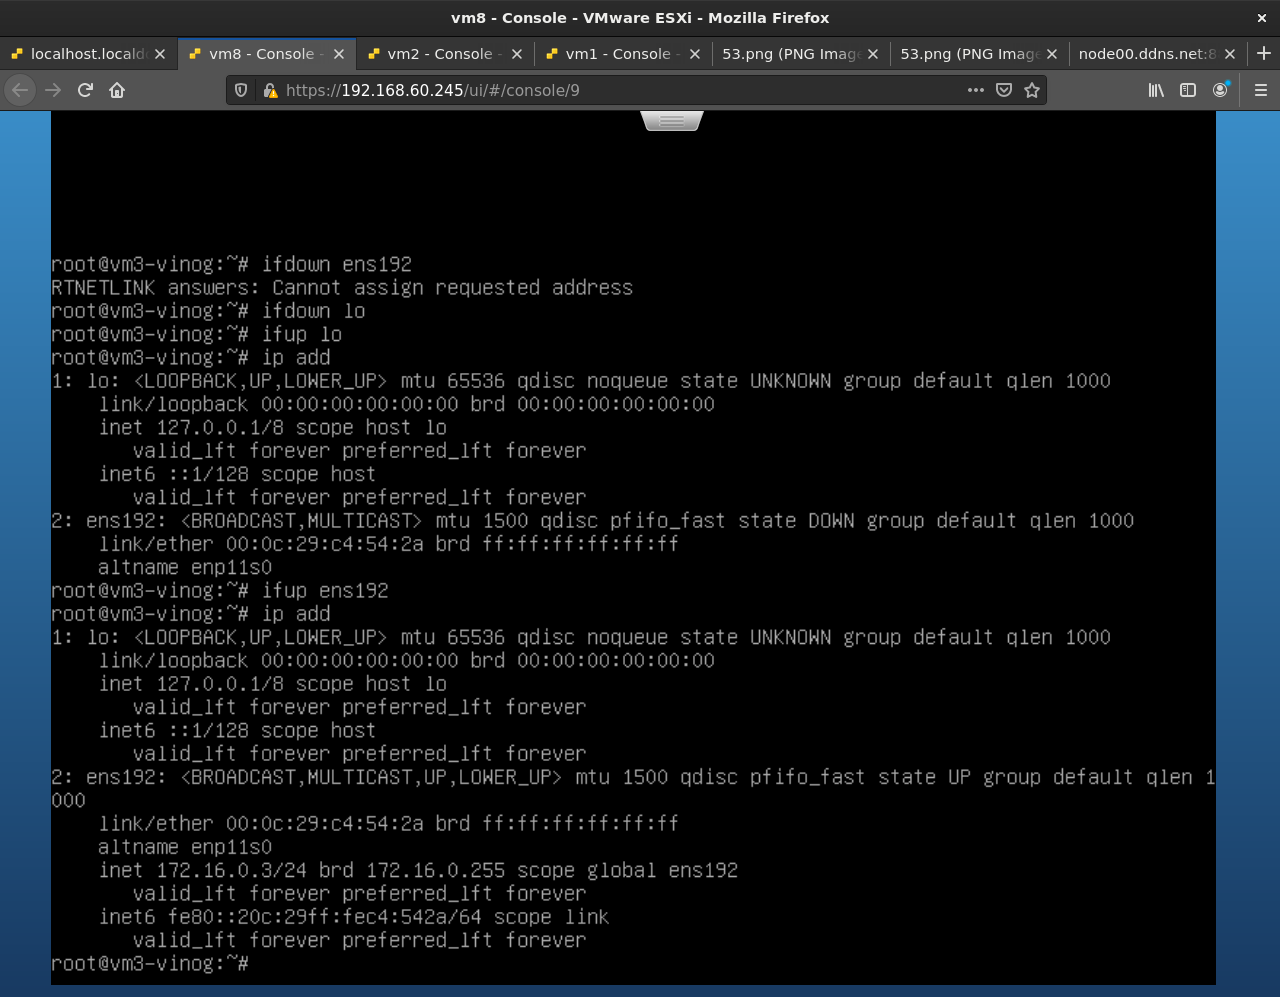 vm8 - Console - VMware ESXi - Mozilla Firefox
localhost.locald
vm8 - Console -
vm2 - Console -
vm1 - Console -
53.png (PNG Image
53.png (PNG Image
node00.ddns.net:8
https://192.168.60.245/ui/#/console/9
root@vm3-vinog:~# ifdown ens192
RTNETLINK answers: Cannot assign requested address
root@vm3-vinog:~# ifdown lo
root@vm3-vinog:~# ifup lo
root@vm3-vinog:~# ip add
1: lo: <LOOPBACK,UP,LOWER_UP> mtu 65536 qdisc noqueue state UNKNOWN group default qlen 1000
    link/loopback 00:00:00:00:00:00 brd 00:00:00:00:00:00
    inet 127.0.0.1/8 scope host lo
       valid_lft forever preferred_lft forever
    inet6 ::1/128 scope host
       valid_lft forever preferred_lft forever
2: ens192: <BROADCAST,MULTICAST> mtu 1500 qdisc pfifo_fast state DOWN group default qlen 1000
    link/ether 00:0c:29:c4:54:2a brd ff:ff:ff:ff:ff:ff
    altname enp11s0
root@vm3-vinog:~# ifup ens192
root@vm3-vinog:~# ip add
1: lo: <LOOPBACK,UP,LOWER_UP> mtu 65536 qdisc noqueue state UNKNOWN group default qlen 1000
    link/loopback 00:00:00:00:00:00 brd 00:00:00:00:00:00
    inet 127.0.0.1/8 scope host lo
       valid_lft forever preferred_lft forever
    inet6 ::1/128 scope host
       valid_lft forever preferred_lft forever
2: ens192: <BROADCAST,MULTICAST,UP,LOWER_UP> mtu 1500 qdisc pfifo_fast state UP group default qlen 1
000
    link/ether 00:0c:29:c4:54:2a brd ff:ff:ff:ff:ff:ff
    altname enp11s0
    inet 172.16.0.3/24 brd 172.16.0.255 scope global ens192
       valid_lft forever preferred_lft forever
    inet6 fe80::20c:29ff:fec4:542a/64 scope link
       valid_lft forever preferred_lft forever
root@vm3-vinog:~#